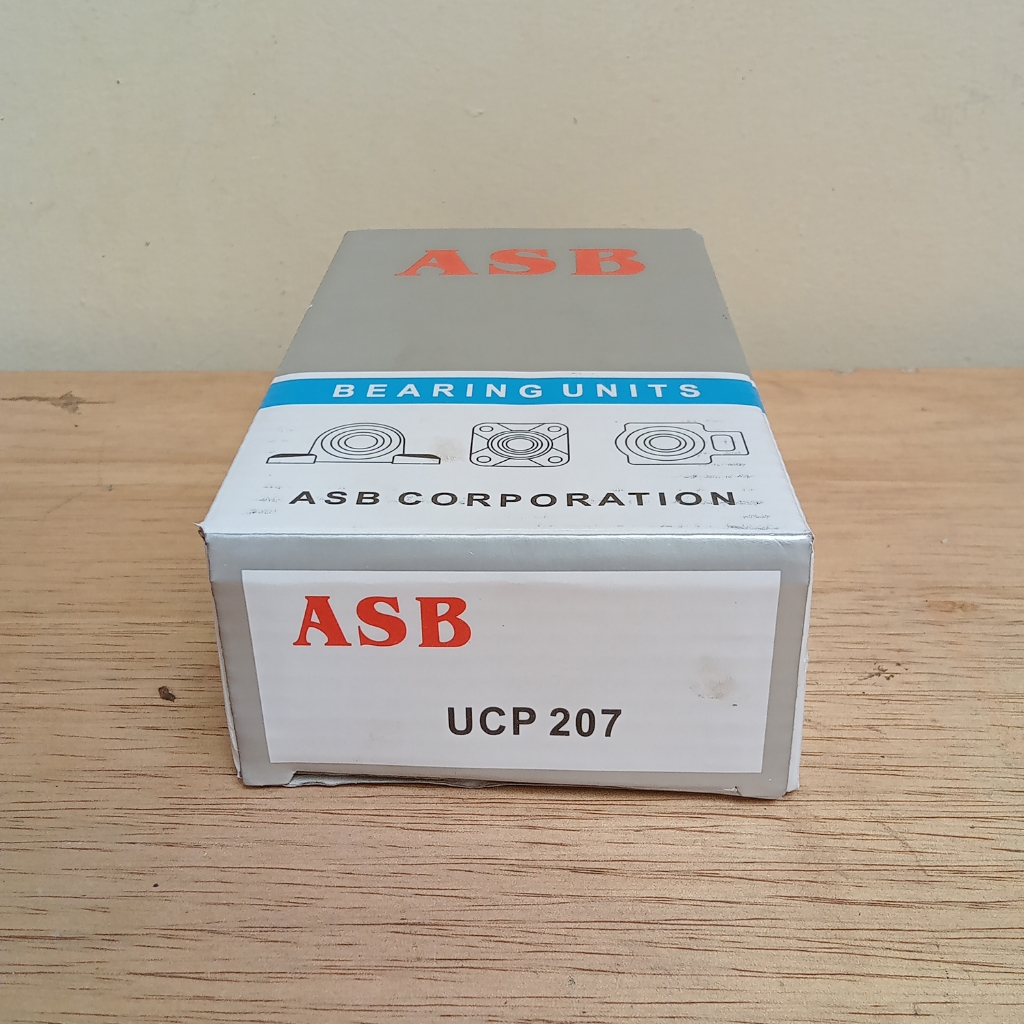 ASB
BEARING UNITS
ASB CORPORATION
ASB
UCP 207